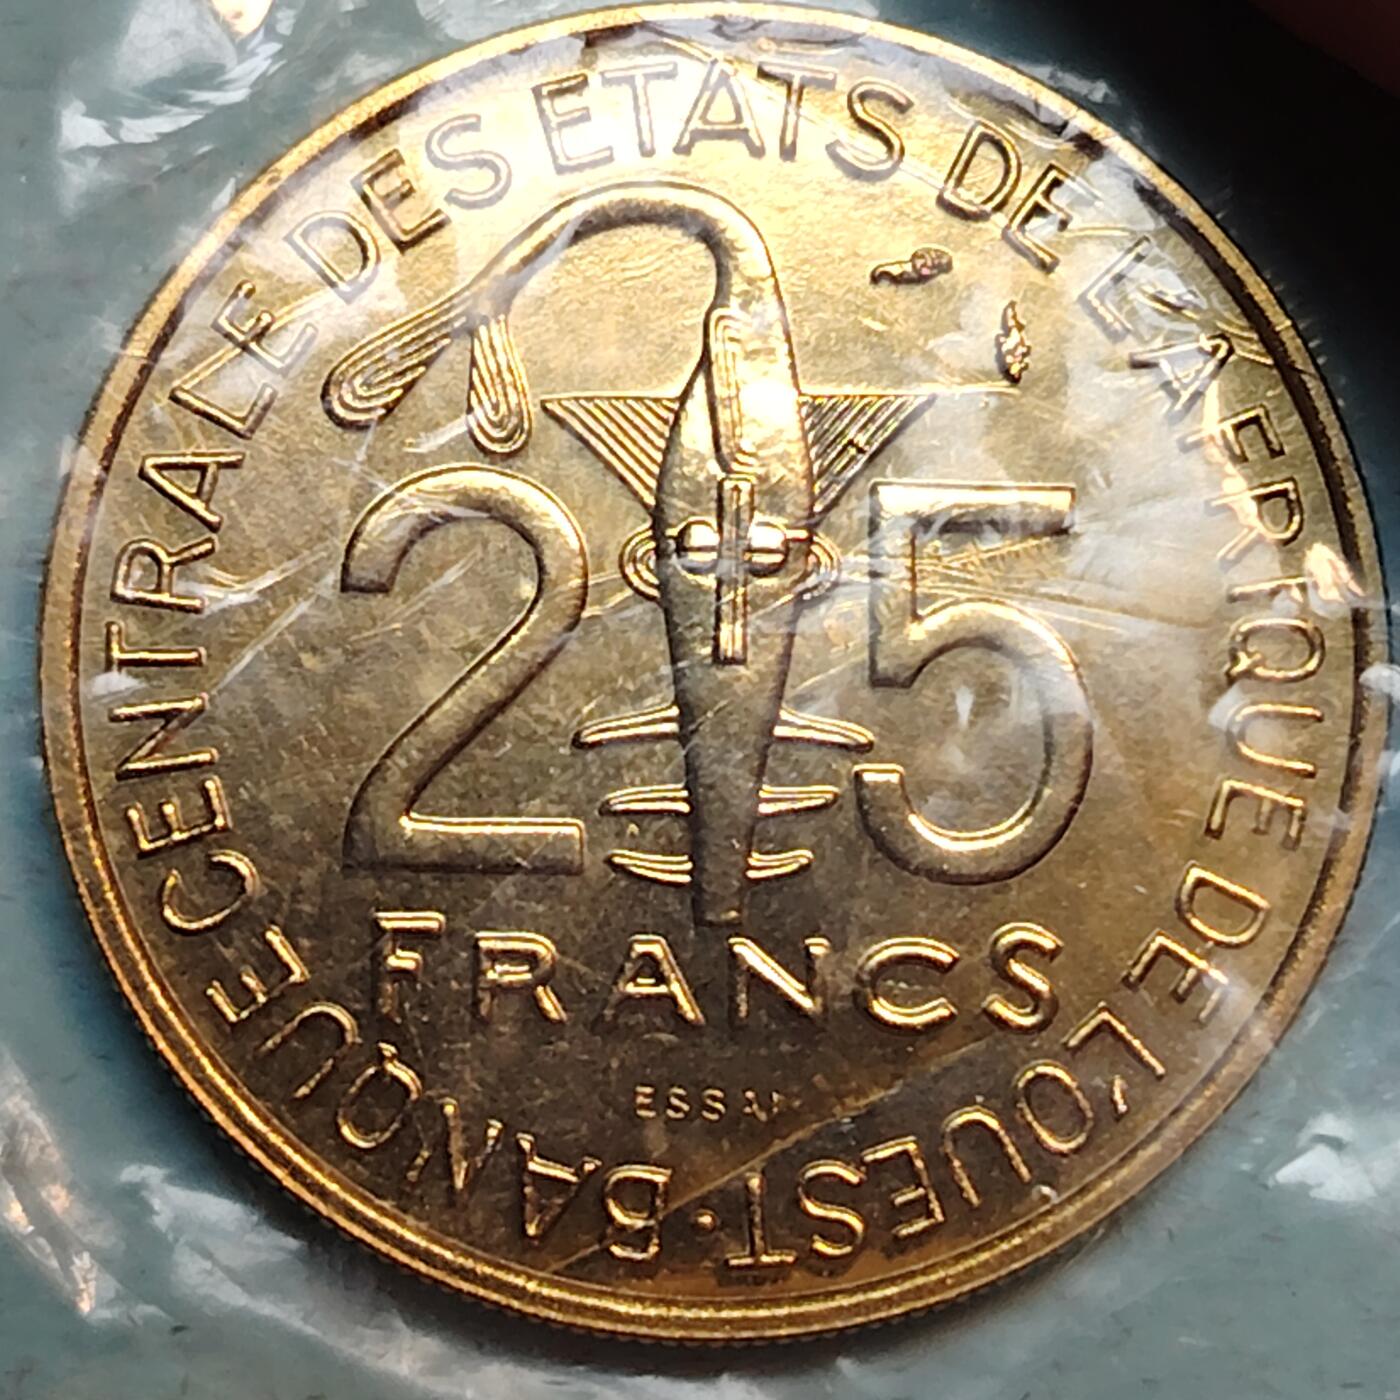 BANQUE CENTRALE DES ETATS DE L'AFRIQUE DE L'OUEST ·
25
FRANCS
ESSAI